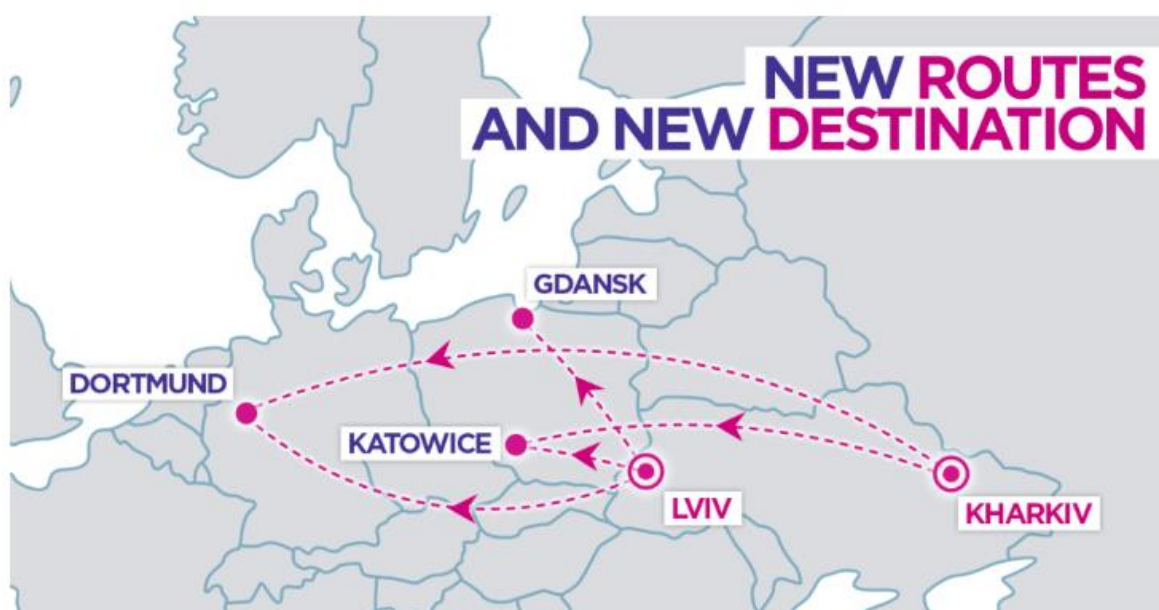 NEW ROUTES
AND NEW DESTINATION
GDANSK
DORTMUND
KATOWICE
LVIV
KHARKIV